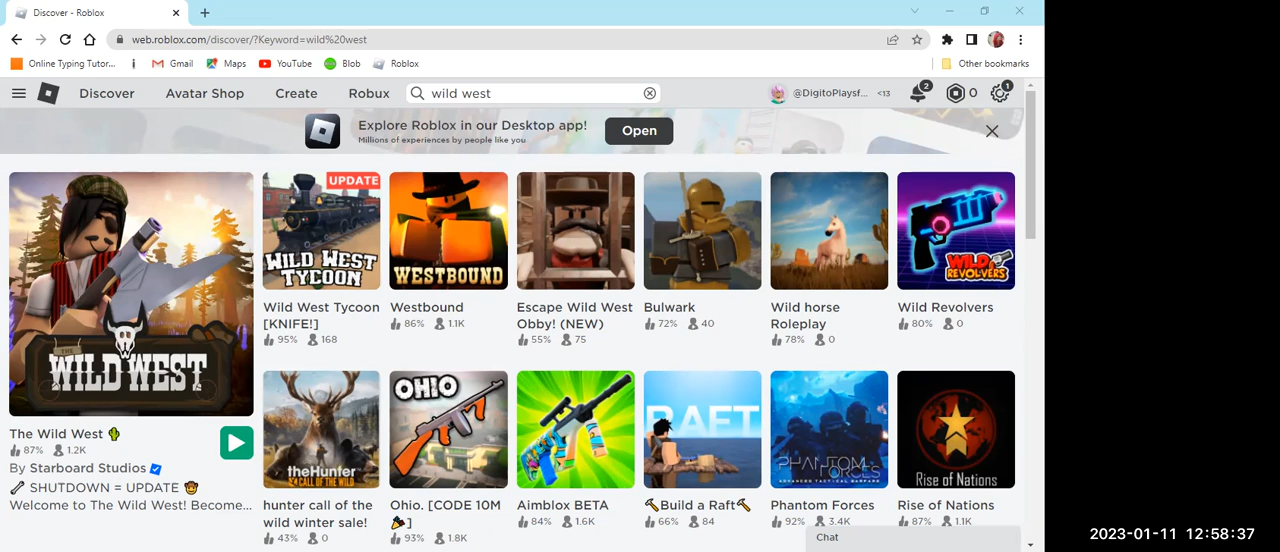 Discover - Roblox
web.roblox.com/discover/?Keyword=wild%20west
Online Typing Tutor...
Gmail
Maps
YouTube
Blob
Roblox
Other bookmarks
Discover
Avatar Shop
Create
Robux
wild west
@DigitoPlaysf... <13
2
0
1
Explore Roblox in our Desktop app!
Millions of experiences by people like you
Open
THE
WILD WEST
The Wild West 🌵
87% 1.2K
By Starboard Studios
🦴 SHUTDOWN = UPDATE 🤠
Welcome to The Wild West! Become...
UPDATE
WILD WEST
TYCOON
Wild West Tycoon
[KNIFE!]
95% 168
WESTBOUND
Westbound
86% 1.1K
Escape Wild West
Obby! (NEW)
55% 75
Bulwark
72% 40
Wild horse
Roleplay
78% 0
WILD
REVOLVERS
Wild Revolvers
80% 0
theHunter
CALL OF THE WILD
hunter call of the
wild winter sale!
43% 0
OHIO
Ohio. [CODE 10M
🎉]
93% 1.8K
Aimblox BETA
84% 1.6K
RAFT
🔨Build a Raft🔨
66% 84
PHANTOM
FORCES
ADVANCED TACTICAL WARFARE
Phantom Forces
92% 3.4K
Rise of Nations
Rise of Nations
87% 1.1K
Chat
2023-01-11 12:58:37